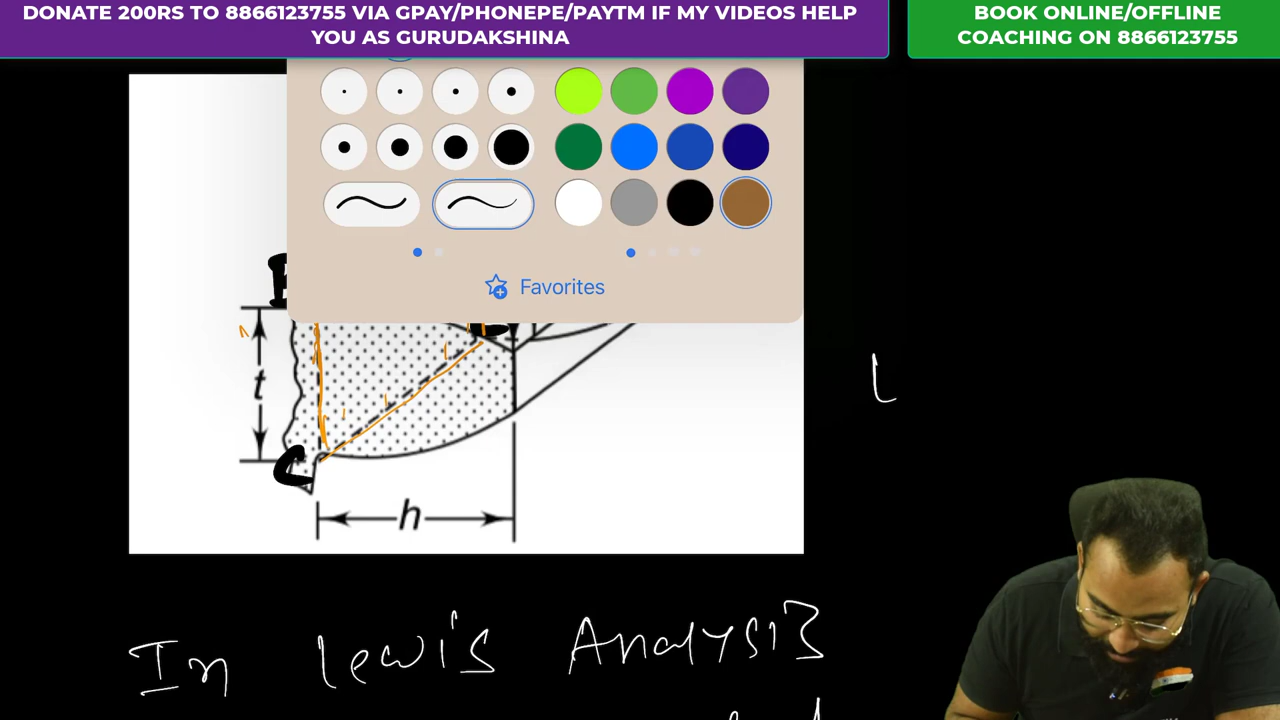 DONATE 200RS TO 8866123755 VIA GPAY/PHONEPE/PAYTM IF MY VIDEOS HELP
YOU AS GURUDAKSHINA
BOOK ONLINE/OFFLINE
COACHING ON 8866123755
Favorites
t
C
h
L
In lewis Analysis